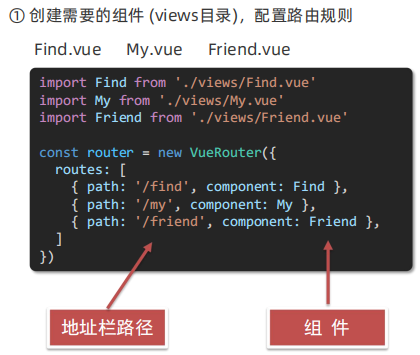 ① 创建需要的组件 (views目录)，配置路由规则
Find.vue My.vue Friend.vue
import Find from './views/Find.vue'
import My from './views/My.vue'
import Friend from './views/Friend.vue'
const router = new VueRouter({
  routes: [
    { path: '/find', component: Find },
    { path: '/my', component: My },
    { path: '/friend', component: Friend },
  ]
})
地址栏路径
组 件